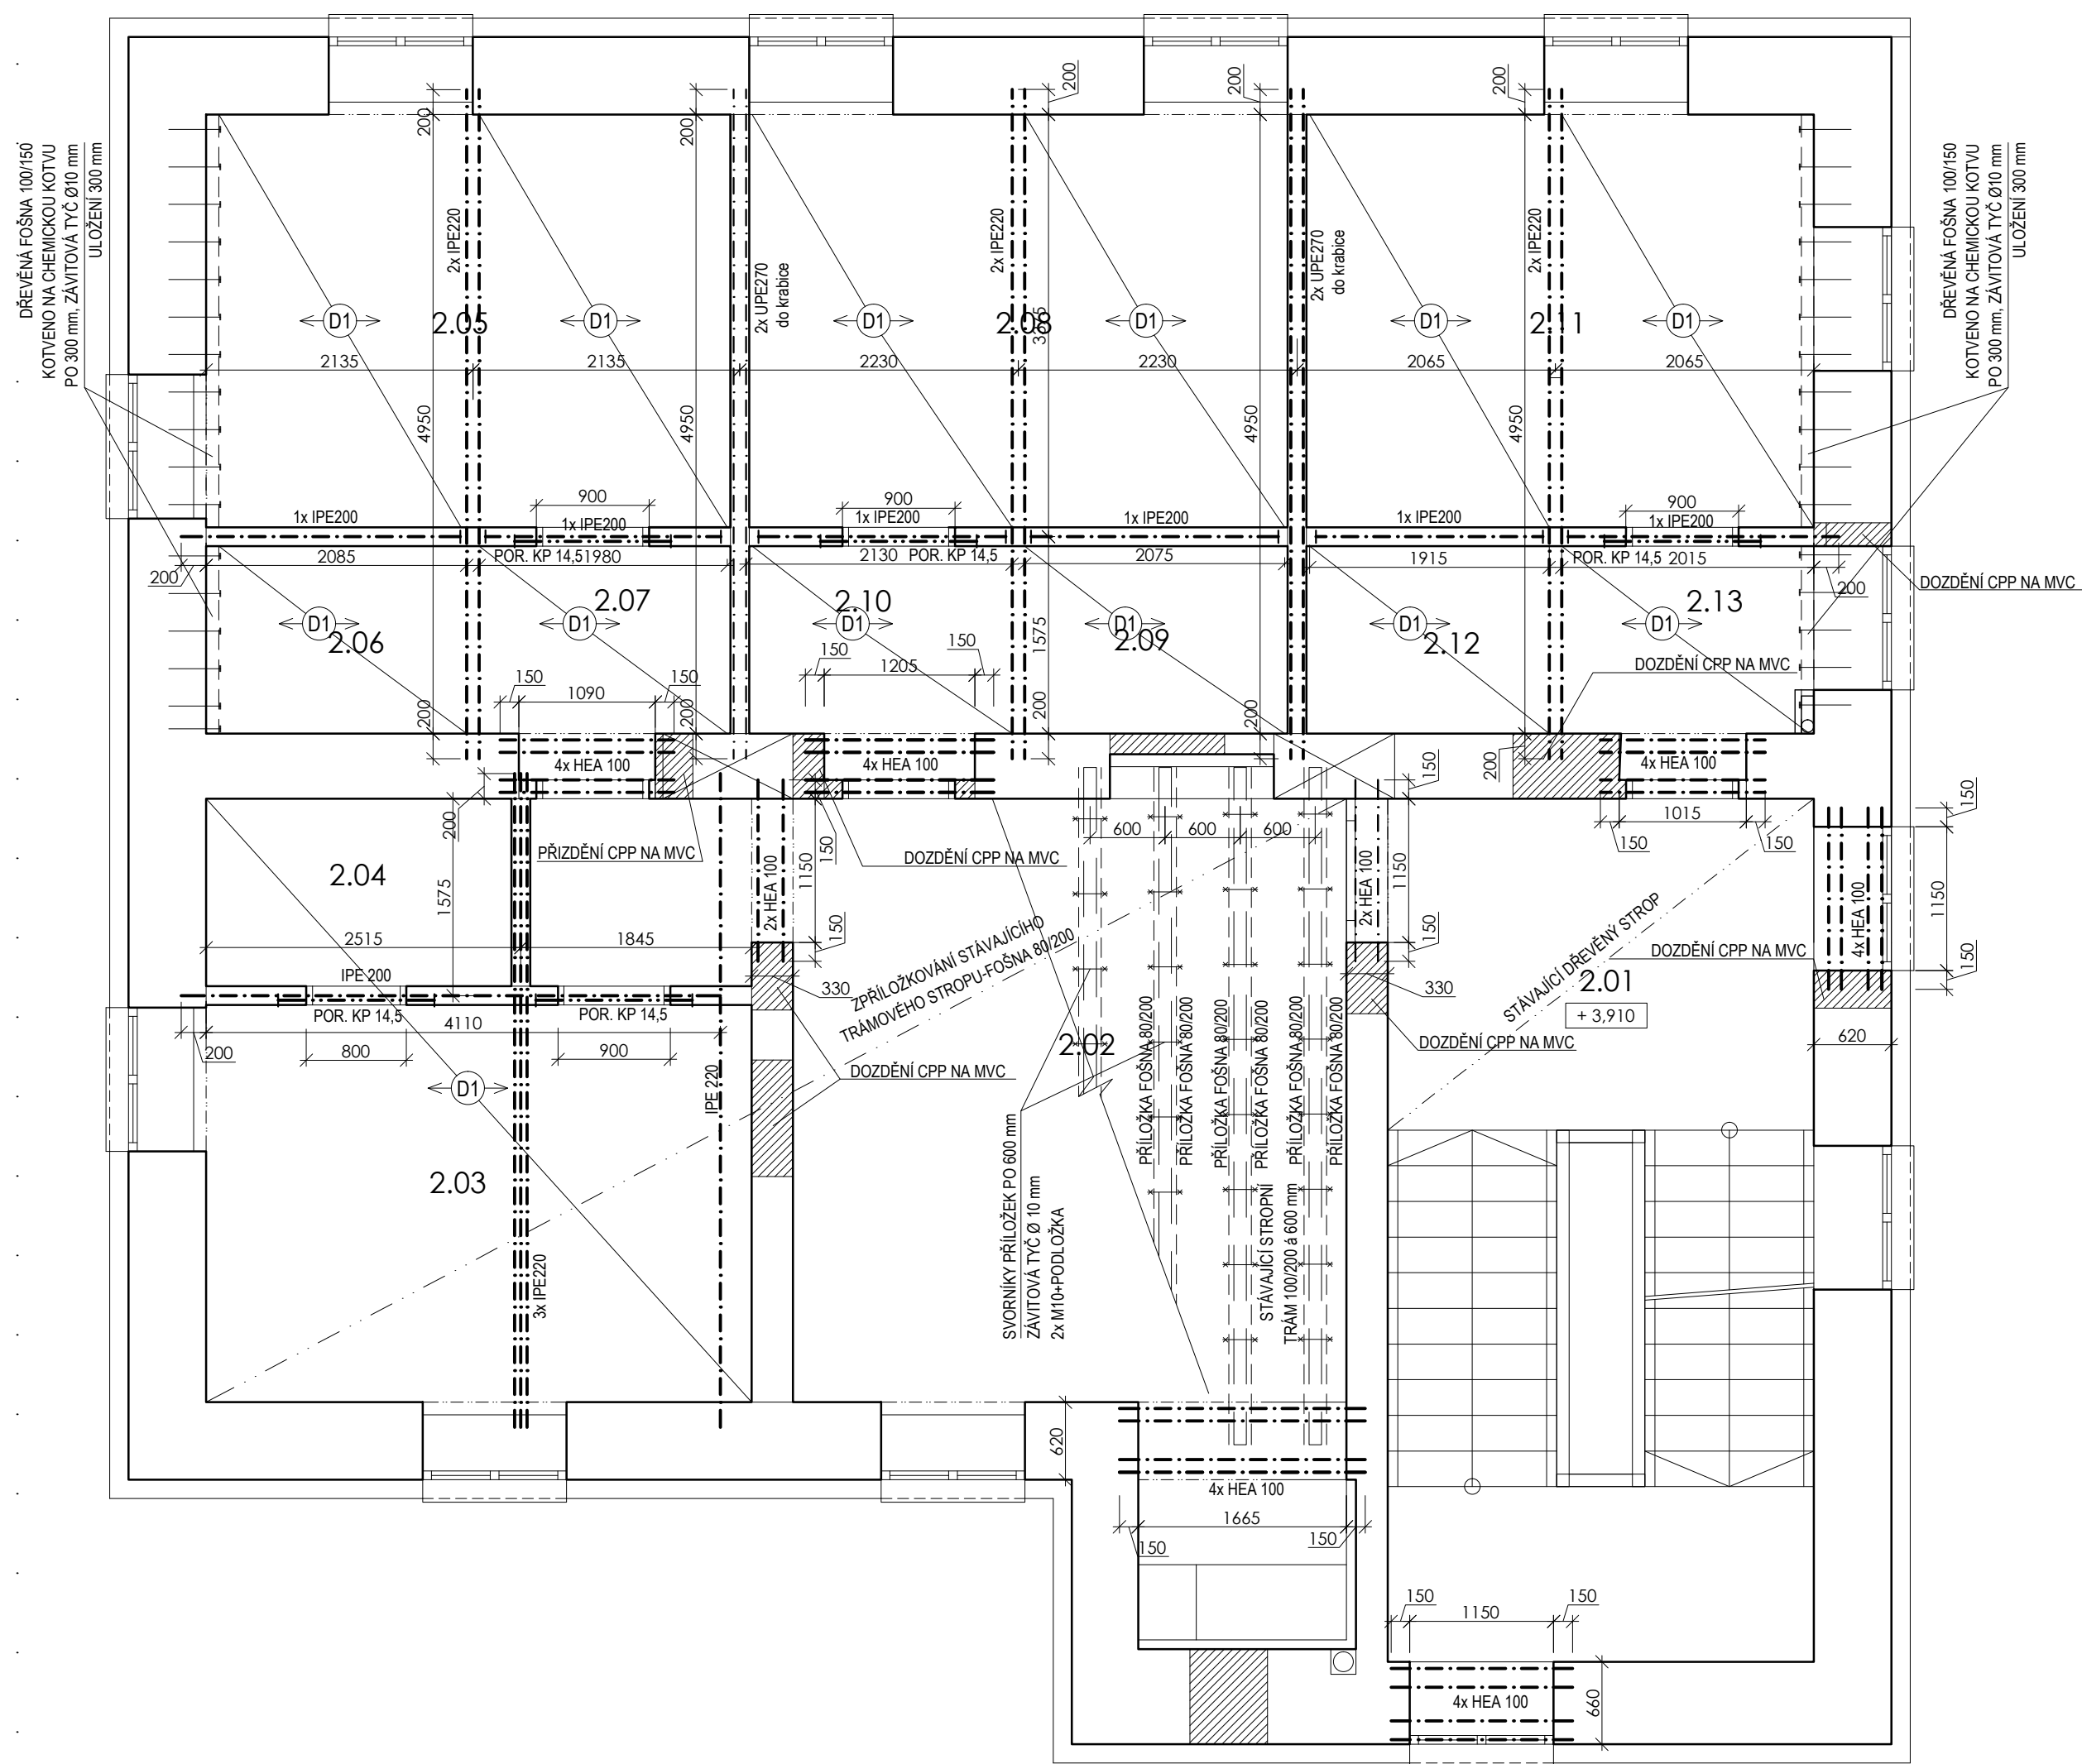 200
200
200
200
200
DŘEVĚNÁ FOŠNA 100/150
KOTVENO NA CHEMICKOU KOTVU
PO 300 mm, ZÁVITOVÁ TYČ Ø10 mm
ULOŽENÍ 300 mm
DŘEVĚNÁ FOŠNA 100/150
KOTVENO NA CHEMICKOU KOTVU
PO 300 mm, ZÁVITOVÁ TYČ Ø10 mm
ULOŽENÍ 300 mm
2x IPE220
2x UPE270
do krabice
2x IPE220
2x UPE270
do krabice
2x IPE220
D1
2.05
D1
D1
2.08
D1
D1
2.11
D1
2135
2135
2230
2230
2065
2065
4950
4950
4950
4950
900
900
900
1x IPE200
1x IPE200
1x IPE200
1x IPE200
1x IPE200
1x IPE200
2085
POR. KP 14,5
1980
2130
POR. KP 14,5
2075
1915
POR. KP 14,5
2015
200
200
DOZDĚNÍ CPP NA MVC
D1
2.06
D1
2.07
D1
2.10
D1
2.09
D1
2.12
D1
2.13
1575
150
1090
150
150
1205
150
DOZDĚNÍ CPP NA MVC
200
200
200
200
200
4x HEA 100
4x HEA 100
4x HEA 100
150
1015
150
150
200
PŘIZDĚNÍ CPP NA MVC
150
DOZDĚNÍ CPP NA MVC
600
600
600
2.04
1575
2x HEA 100
1150
150
2x HEA 100
1150
150
150
4x HEA 100
1150
150
2515
1845
IPE 200
POR. KP 14,5
POR. KP 14,5
4110
200
800
900
330
330
ZPŘÍLOŽKOVÁNÍ STÁVAJÍCÍHO
TRÁMOVÉHO STROPU-FOŠNA 80/200
STÁVAJÍCÍ DŘEVĚNÝ STROP
DOZDĚNÍ CPP NA MVC
2.01
+ 3,910
DOZDĚNÍ CPP NA MVC
620
2.02
DOZDĚNÍ CPP NA MVC
D1
IPE 220
2.03
3x IPE220
PŘÍLOŽKA FOŠNA 80/200
PŘÍLOŽKA FOŠNA 80/200
PŘÍLOŽKA FOŠNA 80/200
PŘÍLOŽKA FOŠNA 80/200
PŘÍLOŽKA FOŠNA 80/200
PŘÍLOŽKA FOŠNA 80/200
SVORNÍKY PŘÍLOŽEK PO 600 mm
ZÁVITOVÁ TYČ Ø 10 mm
2x M10+PODLOŽKA
STÁVAJÍCÍ STROPNÍ
TRÁM 100/200 á 600 mm
620
4x HEA 100
1665
150
150
150
1150
150
4x HEA 100
660